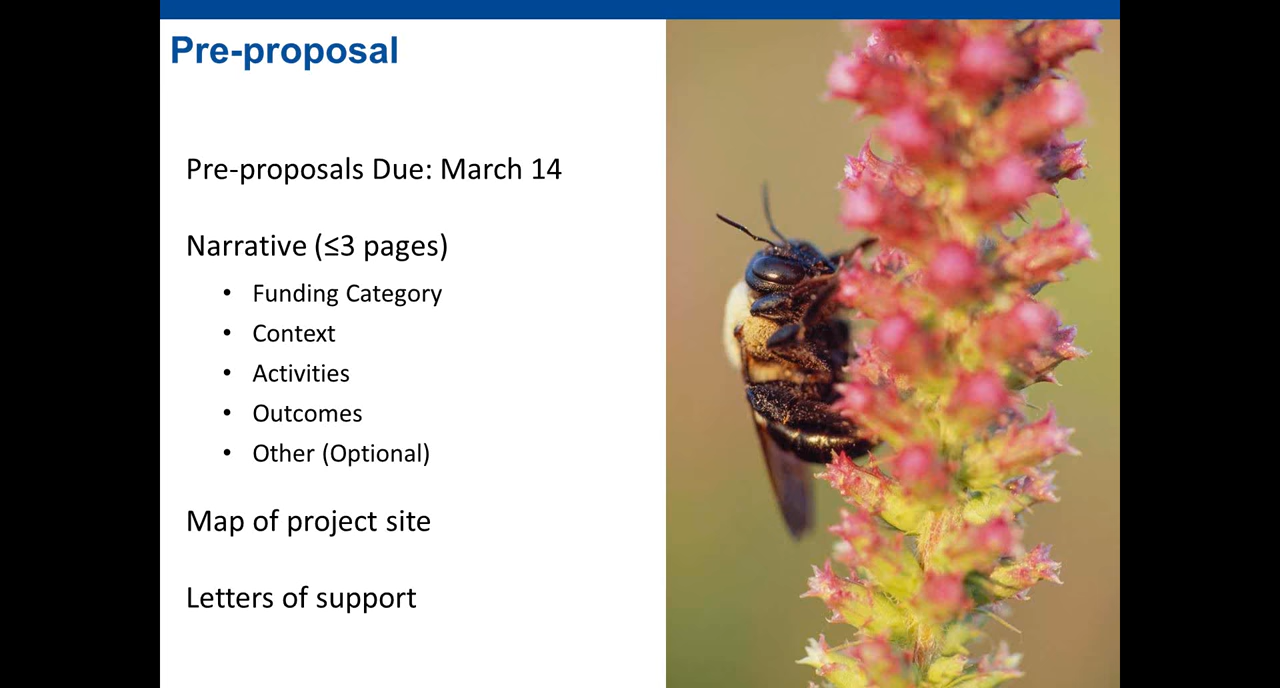 Pre-proposal
Pre-proposals Due: March 14
Narrative (≤3 pages)
• Funding Category
• Context
• Activities
• Outcomes
• Other (Optional)
Map of project site
Letters of support